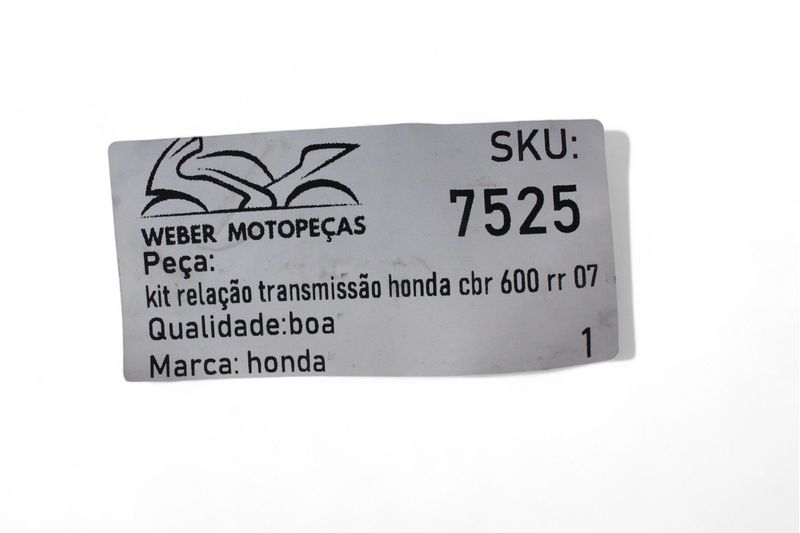 WEBER MOTOPEÇAS
SKU:
7525
Peça:
kit relação transmissão honda cbr 600 rr 07
Qualidade:boa
Marca: honda
1